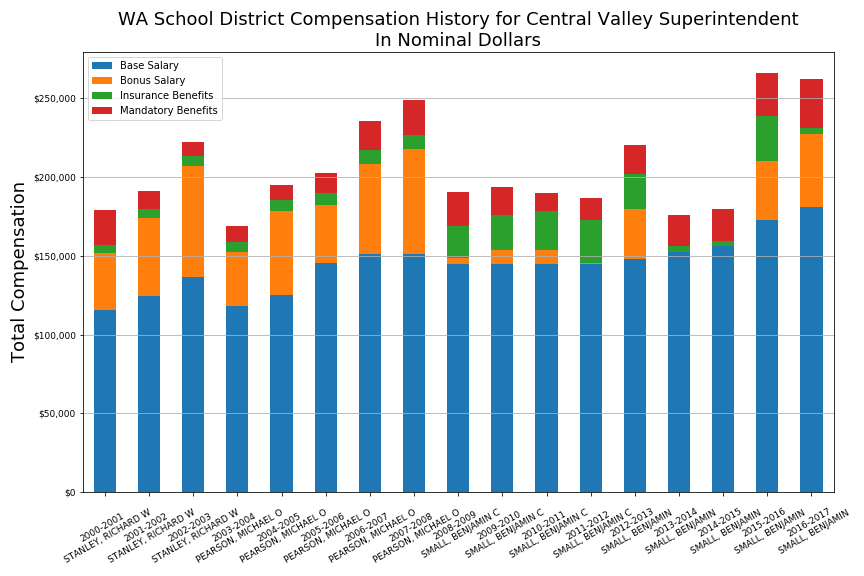 WA School District Compensation History for Central Valley Superintendent
In Nominal Dollars
Base Salary
Bonus Salary
Insurance Benefits
Mandatory Benefits
Total Compensation
$250,000
$200,000
$150,000
$100,000
$50,000
$0
2000-2001
STANLEY, RICHARD W
2001-2002
STANLEY, RICHARD W
2002-2003
STANLEY, RICHARD W
2003-2004
PEARSON, MICHAEL O
2004-2005
PEARSON, MICHAEL O
2005-2006
PEARSON, MICHAEL O
2006-2007
PEARSON, MICHAEL O
2007-2008
PEARSON, MICHAEL O
2008-2009
SMALL, BENJAMIN C
2009-2010
SMALL, BENJAMIN C
2010-2011
SMALL, BENJAMIN C
2011-2012
SMALL, BENJAMIN C
2012-2013
SMALL, BENJAMIN
2013-2014
SMALL, BENJAMIN
2014-2015
SMALL, BENJAMIN
2015-2016
SMALL, BENJAMIN
2016-2017
SMALL, BENJAMIN